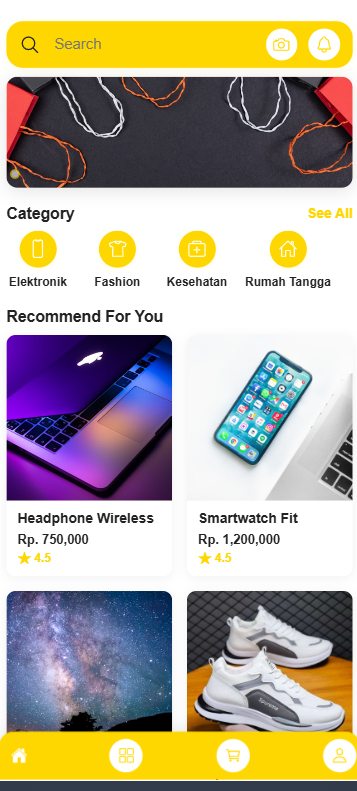 Search
Category
See All
Elektronik
Fashion
Kesehatan
Rumah Tangga
Recommend For You
Headphone Wireless
Rp. 750,000
4.5
Smartwatch Fit
Rp. 1,200,000
4.5